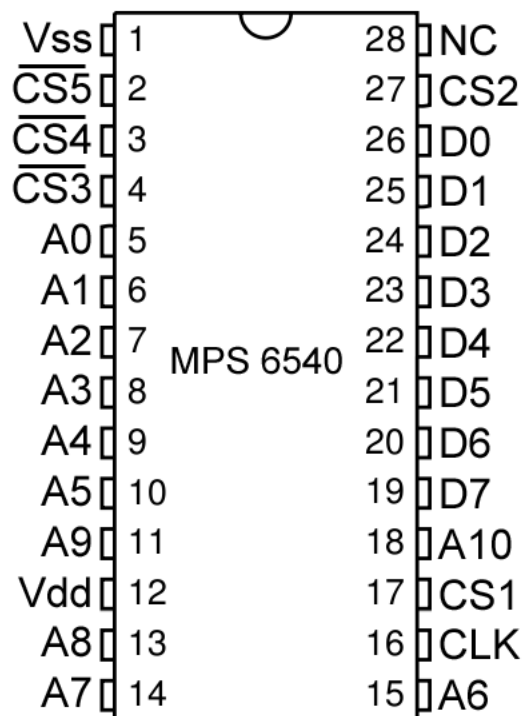 Vss 1 28 NC
CS5 2 27 CS2
CS4 3 26 D0
CS3 4 25 D1
A0 5 24 D2
A1 6 23 D3
A2 7 22 D4
MPS 6540
A3 8 21 D5
A4 9 20 D6
A5 10 19 D7
A9 11 18 A10
Vdd 12 17 CS1
A8 13 16 CLK
A7 14 15 A6